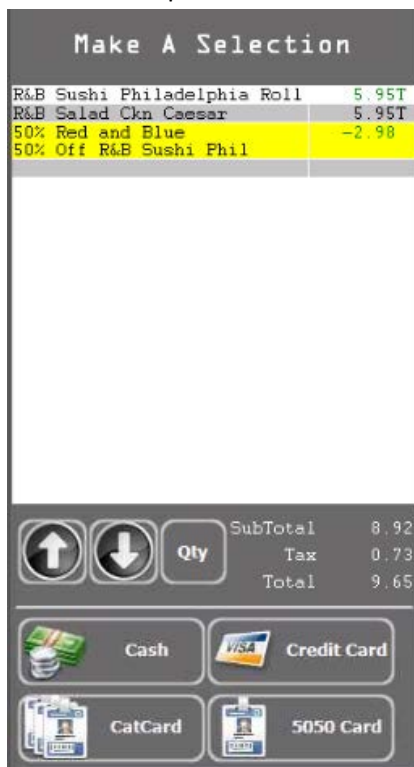 Make A Selection
R&B Sushi Philadelphia Roll 5.95T
R&B Salad Ckn Caesar 5.95T
50% Red and Blue -2.98
50% Off R&B Sushi Phil
SubTotal 8.92
Qty
Tax 0.73
Total 9.65
Cash
VISA
Credit Card
CatCard
5050 Card